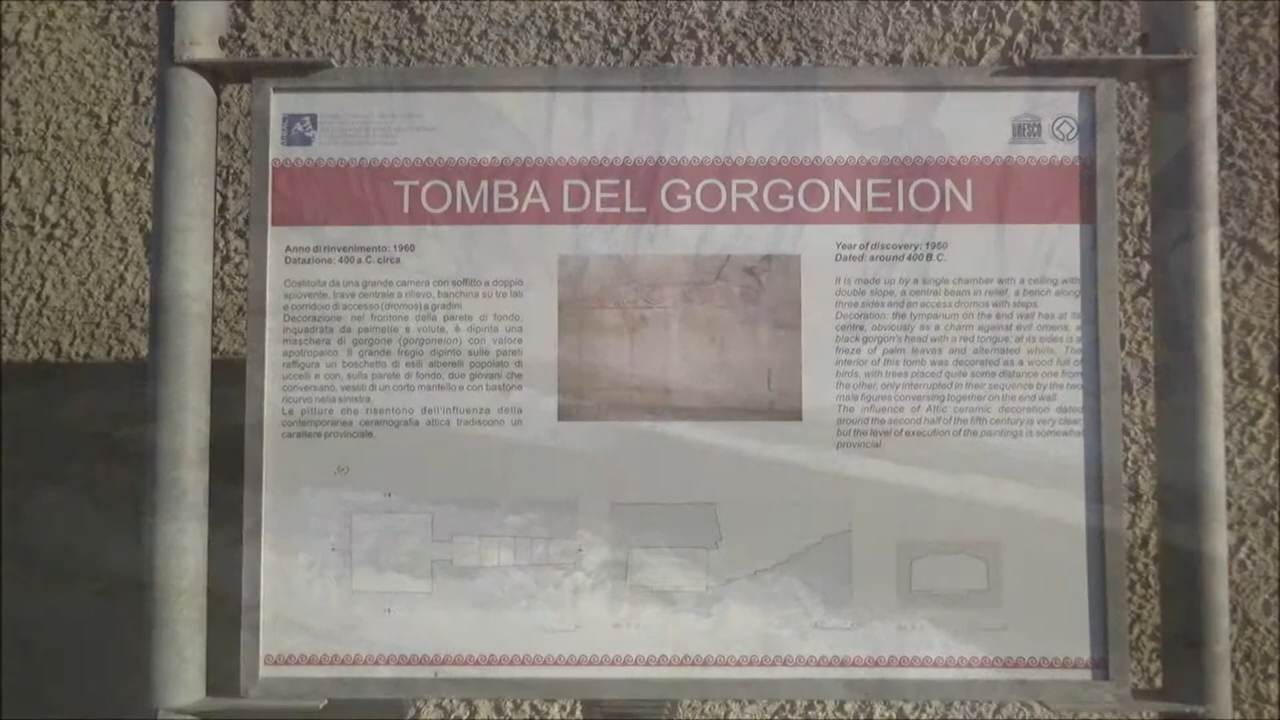 UNESCO
TOMBA DEL GORGONEION
Anno di rinvenimento: 1960
Datazione: 400 a.C. circa
Costituita da una grande camera con soffitto a doppio
spiovente, trave centrale a rilievo, banchina su tre lati
e corridoio di accesso (dromos) a gradini.
Decorazione: nel frontone della parete di fondo,
inquadrata da palmette e volute, è dipinta una
maschera di gorgone (gorgoneion) con valore
apotropaico. Il grande fregio dipinto sulle pareti
raffigura un boschetto di esili alberelli popolato di
uccelli e con, sulla parete di fondo, due giovani che
conversano, vestiti di un corto mantello e con bastone
ricurvo nella sinistra.
Le pitture che risentono dell'influenza della
contemporanea ceramografia attica tradiscono un
carattere provinciale.
Year of discovery: 1960
Dated: around 400 B.C.
It is made up by a single chamber with a ceiling with
double slope, a central beam in relief, a bench along
three sides and an access dromos with steps.
Decoration: the tympanum on the end wall has at its
centre, obviously as a charm against evil omens, a
black gorgon's head with a red tongue; at its sides is a
frieze of palm leaves and alternated whirls. The
interior of this tomb was decorated as a wood full of
birds, with trees placed quite some distance one from
the other, only interrupted in their sequence by the two
male figures conversing together on the end wall.
The influence of Attic ceramic decoration dated
around the second half of the fifth century is very clear,
but the level of execution of the paintings is somewhat
provincial.